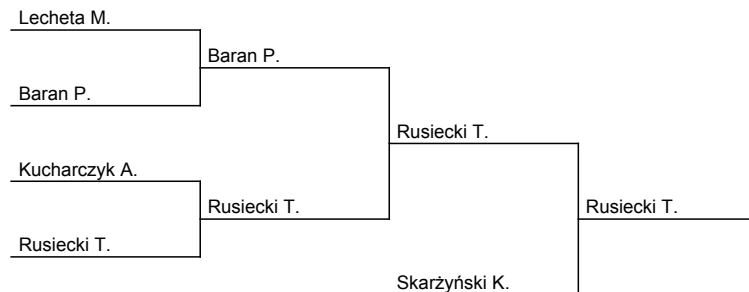 Lecheta M.
Baran P.
Baran P.
Rusiecki T.
Kucharczyk A.
Rusiecki T.
Rusiecki T.
Rusiecki T.
Skarżyński K.